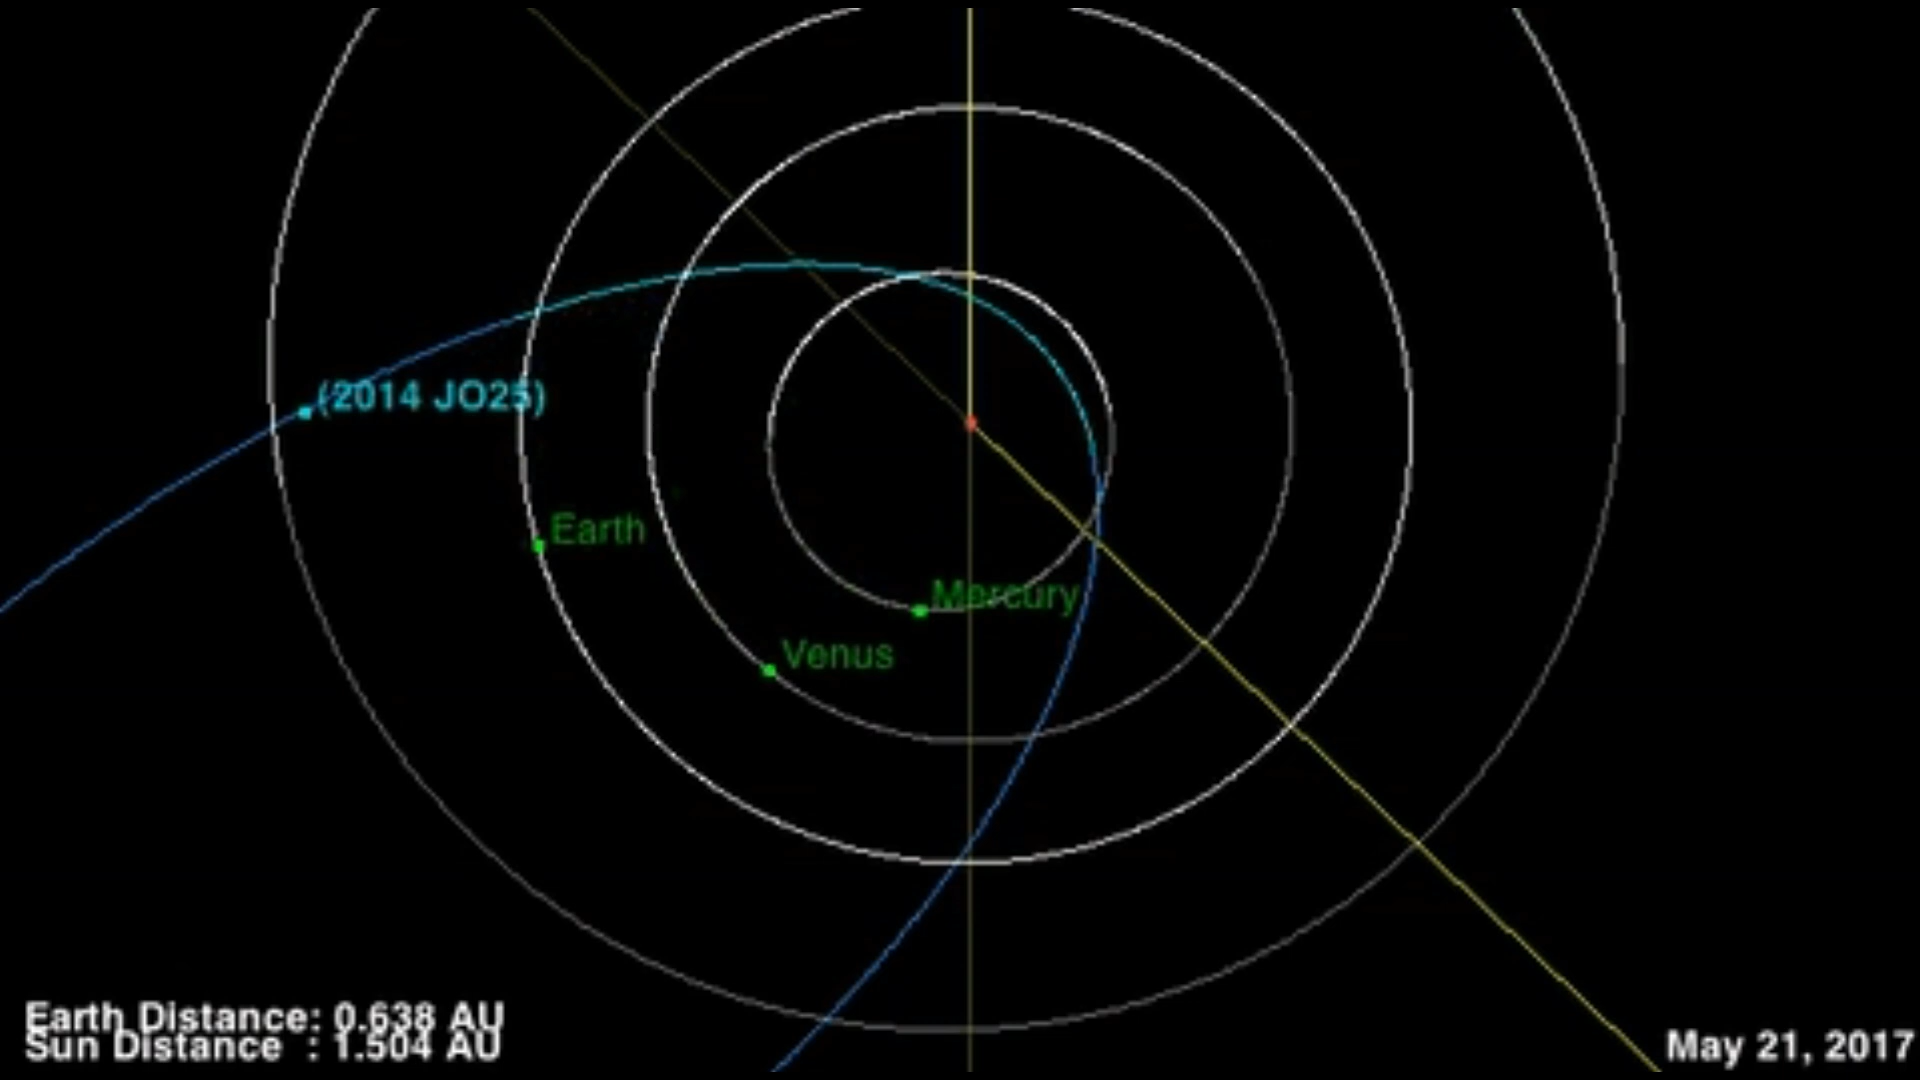 (2014 JO25)
Earth
Mercury
Venus
Earth Distance: 0.638 AU
Sun Distance : 1.504 AU
May 21, 2017